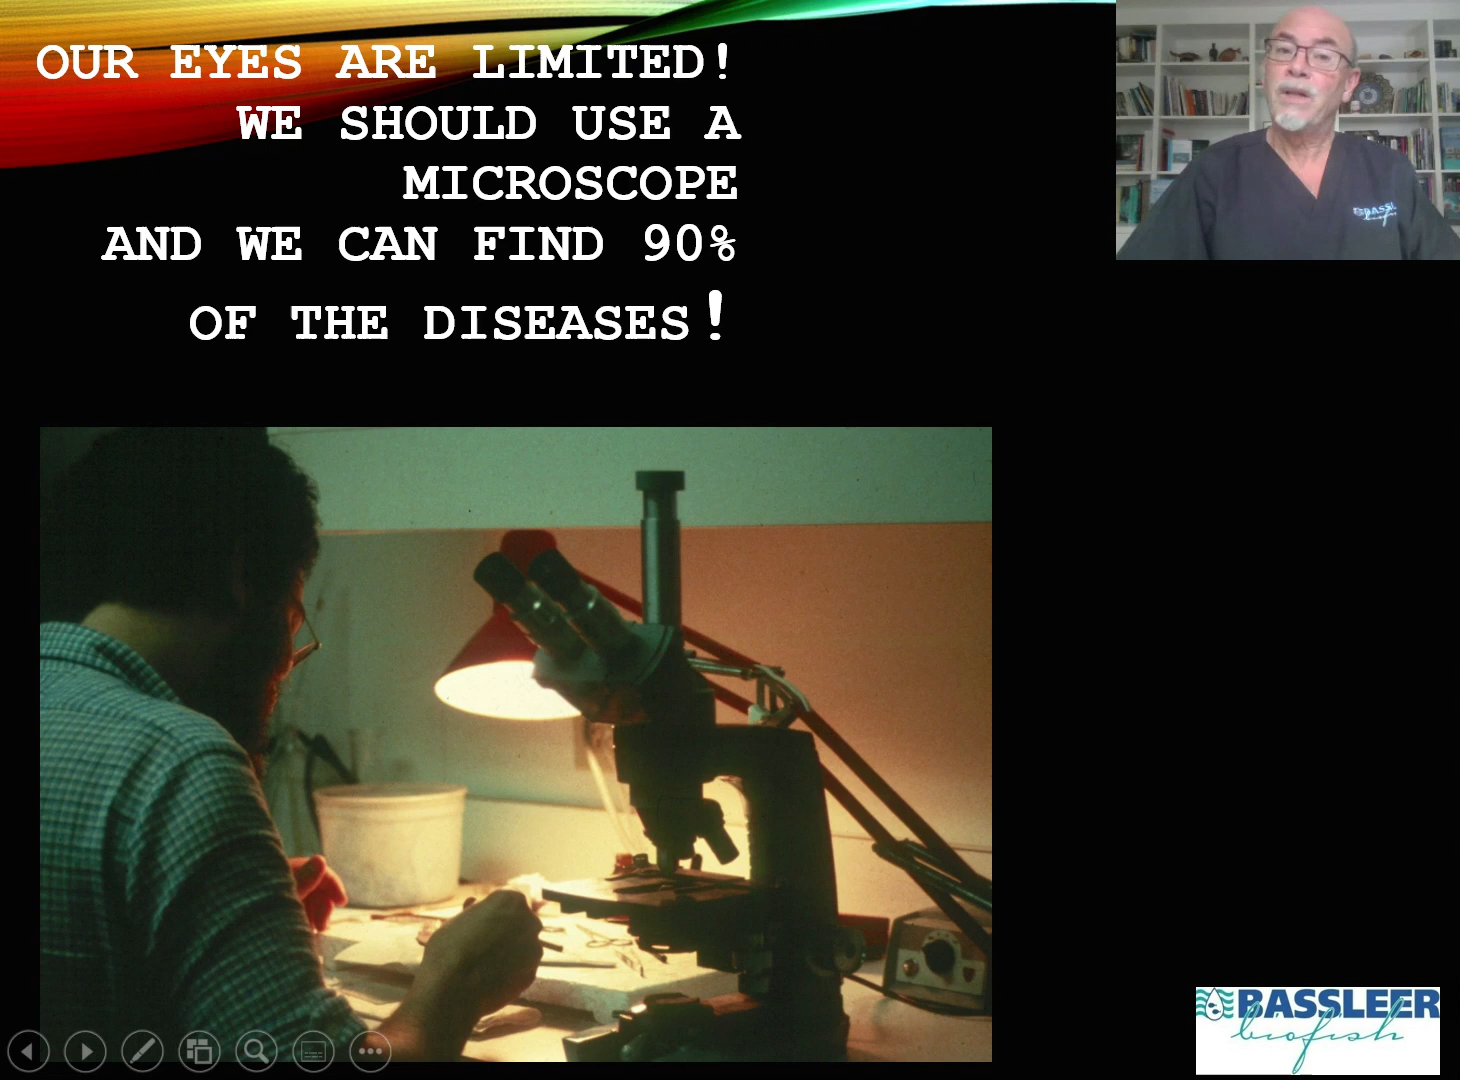 OUR EYES ARE LIMITED!
WE SHOULD USE A
MICROSCOPE
AND WE CAN FIND 90%
OF THE DISEASES!
BASSLEER
biofish